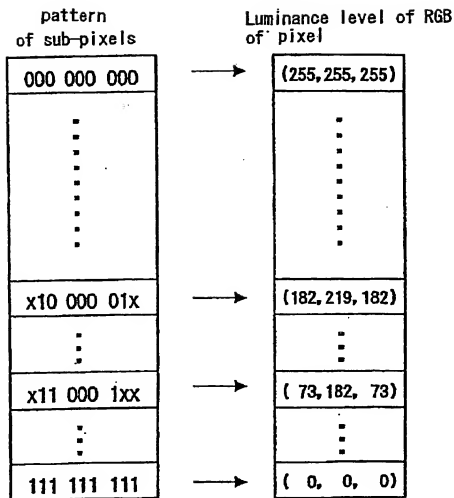 pattern
of sub-pixels
Luminance level of RGB
of pixel
000 000 000 → (255,255,255)
x10 000 01x → (182,219,182)
x11 000 1xx → ( 73,182, 73)
111 111 111 → ( 0, 0, 0)